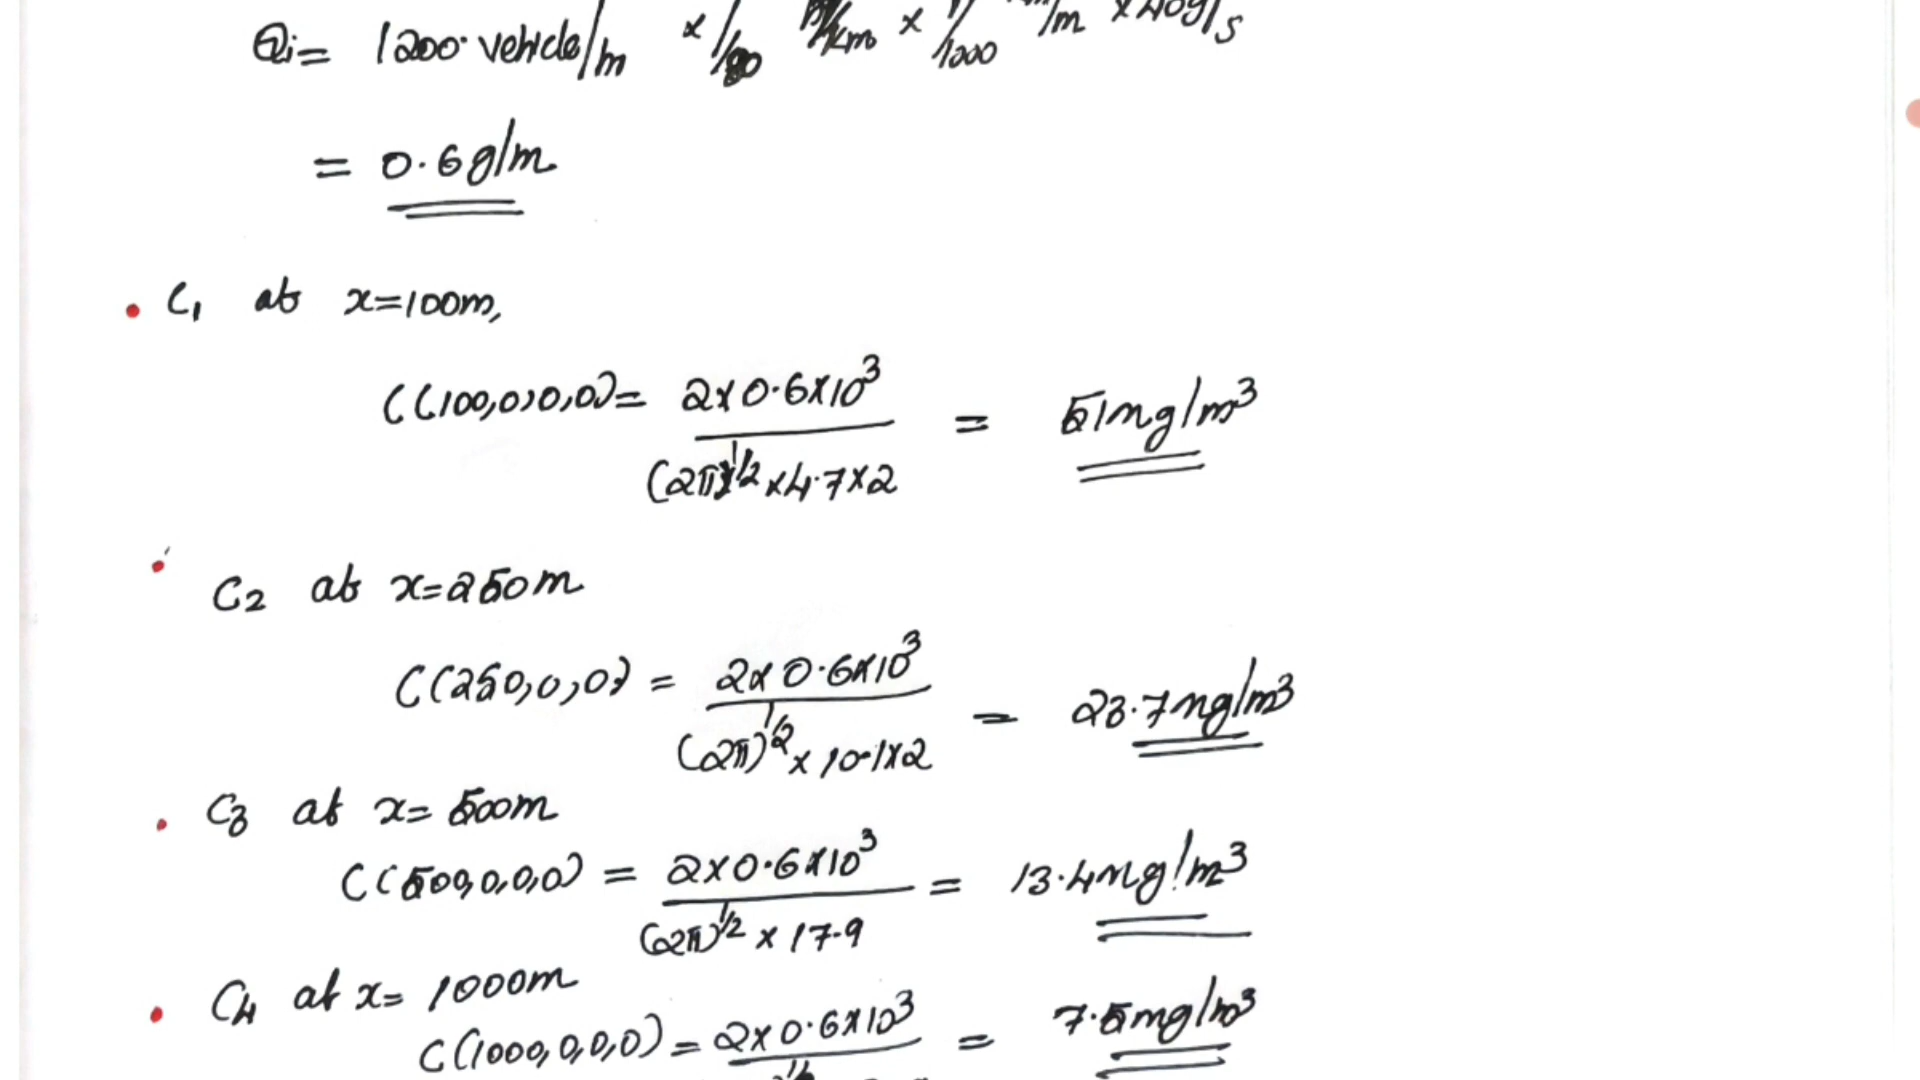 Qi = 1200 vehicle/m × 1/80 /km × 1/1000 /m × 40g/s
= 0.6g/m
C1 at x=100m,
C(100,0,0,0) = 2×0.6×10³ / (2π)^1/2 ×4.7×2 = 51mg/m³
C2 at x=250m
C(250,0,0) = 2×0.6×10³ / (2π)^1/2 × 10.1×2 = 23.7mg/m³
C3 at x= 500m
C(500,0,0,0) = 2×0.6×10³ / (2π)^1/2 × 17.9 = 13.4mg/m³
C4 at x= 1000m
C(1000,0,0,0) = 2×0.6×10³ = 7.5mg/m³